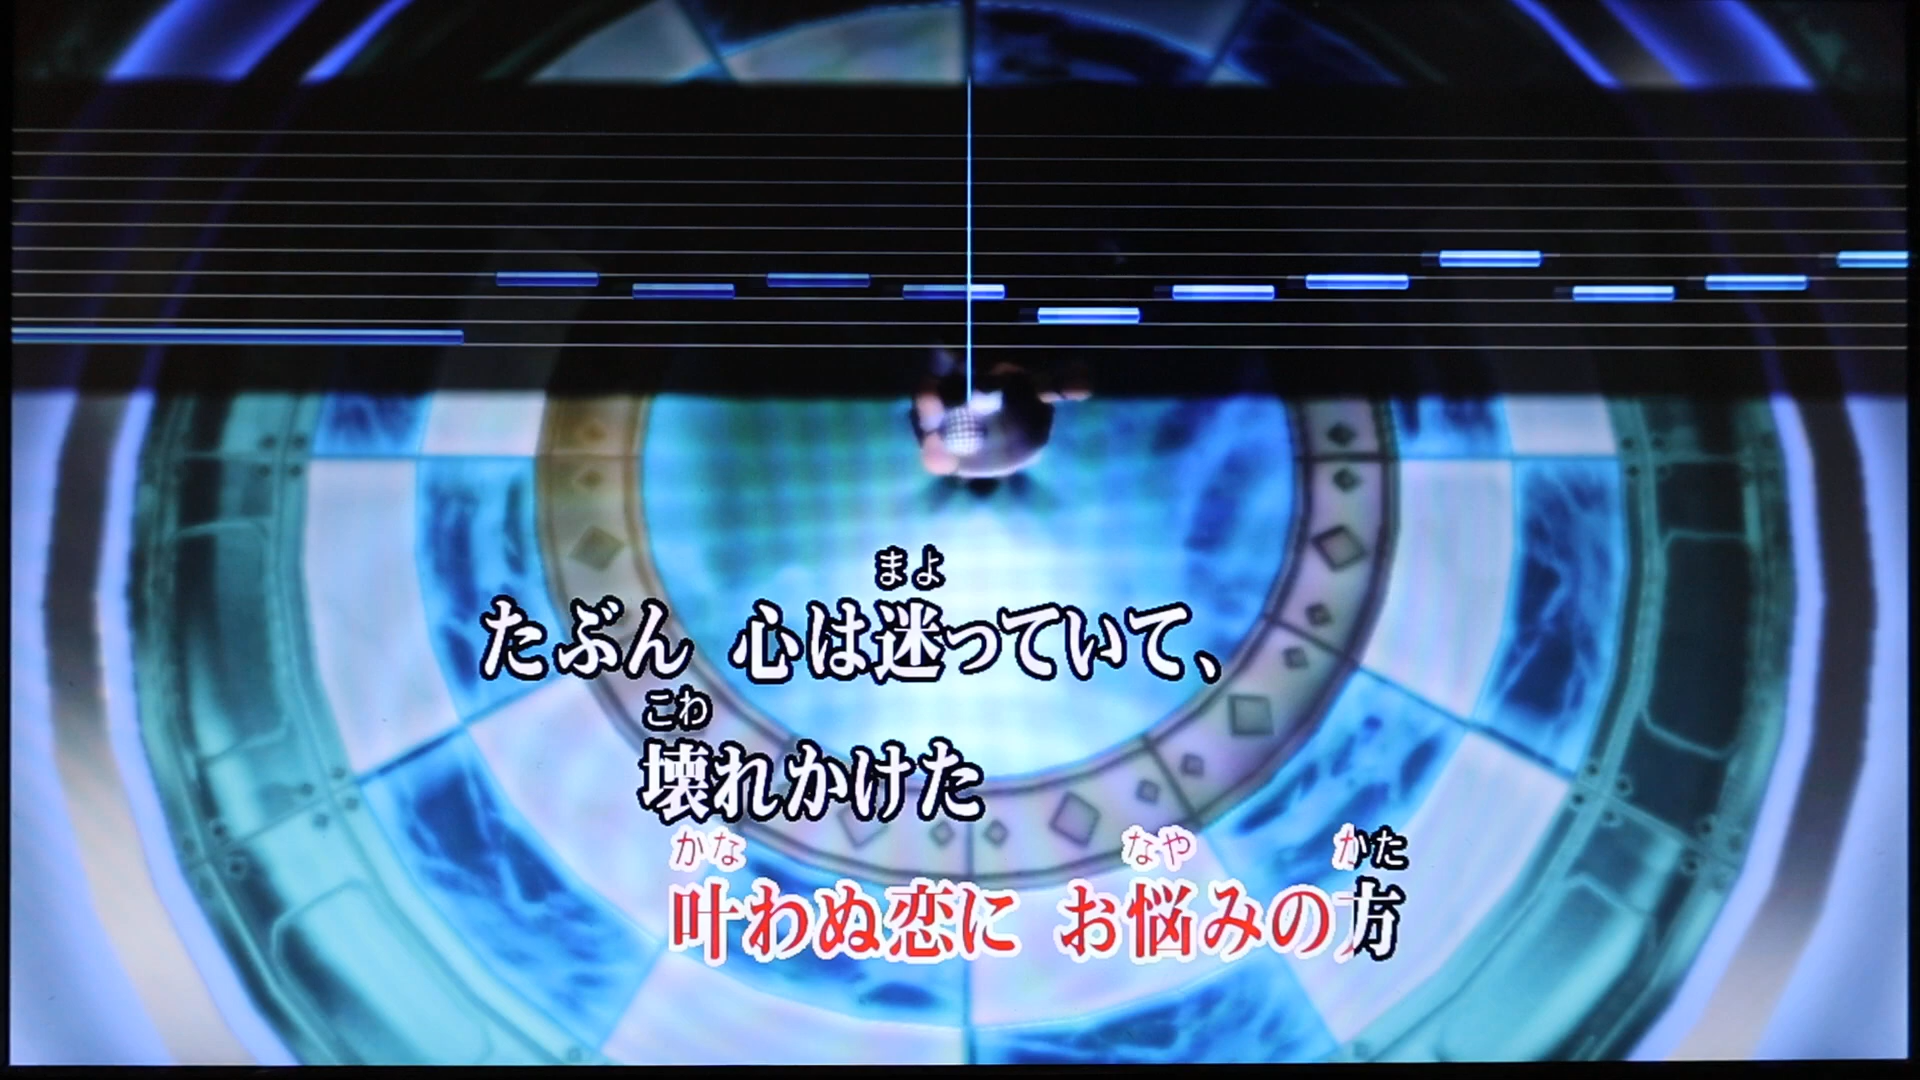 まよ
たぶん 心は迷っていて、
こわ
壊れかけた
かな なや かた
叶わぬ恋に お悩みの方